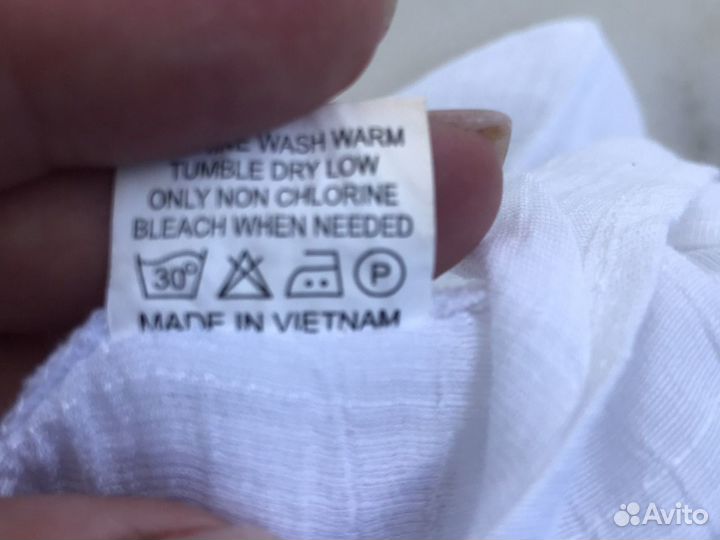 WASH WARM
TUMBLE DRY LOW
ONLY NON CHLORINE
BLEACH WHEN NEEDED
30° P
MADE IN VIETNAM
Avito